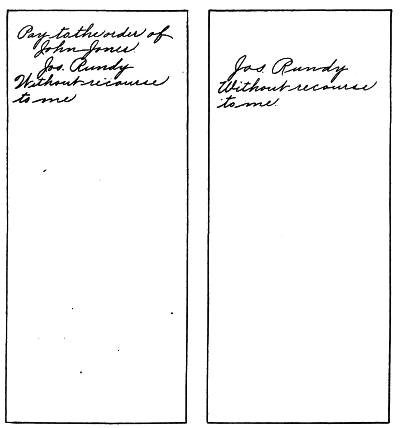 Pay to the order of
John Jones
Jos. Rundy
Without recourse
to me
Jos. Rundy
Without recourse
to me.